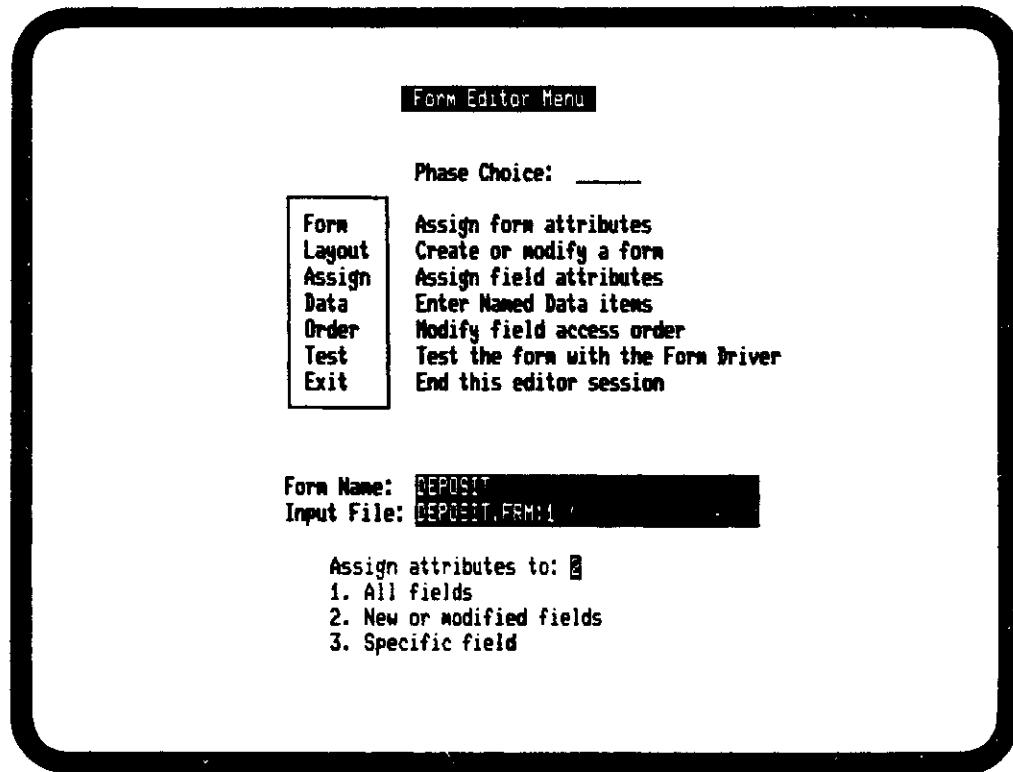 Form Editor Menu
Phase Choice: ______
Form Assign form attributes
Layout Create or modify a form
Assign Assign field attributes
Data Enter Named Data items
Order Modify field access order
Test Test the form with the Form Driver
Exit End this editor session
Form Name: DEPOSIT
Input File: DEPOSIT.FRM;1
Assign attributes to: 2
1. All fields
2. New or modified fields
3. Specific field